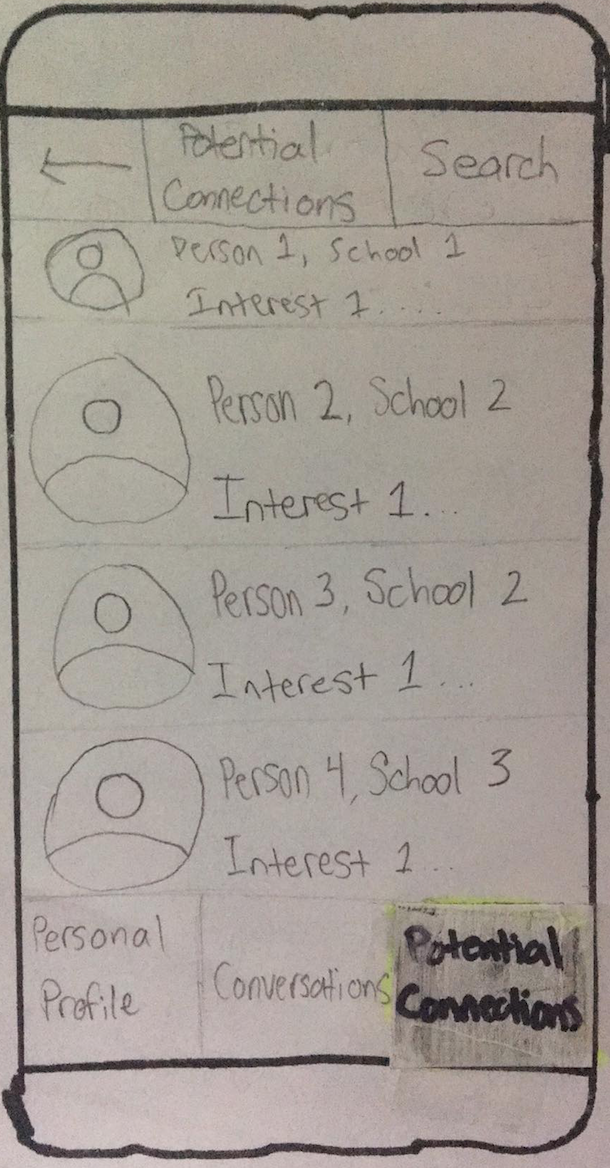 Potential
Connections
Search
Person 1, School 1
Interest 1.....
Person 2, School 2
Interest 1...
Person 3, School 2
Interest 1...
Person 4, School 3
Interest 1...
Personal
Profile
Conversations
Potential
Connections